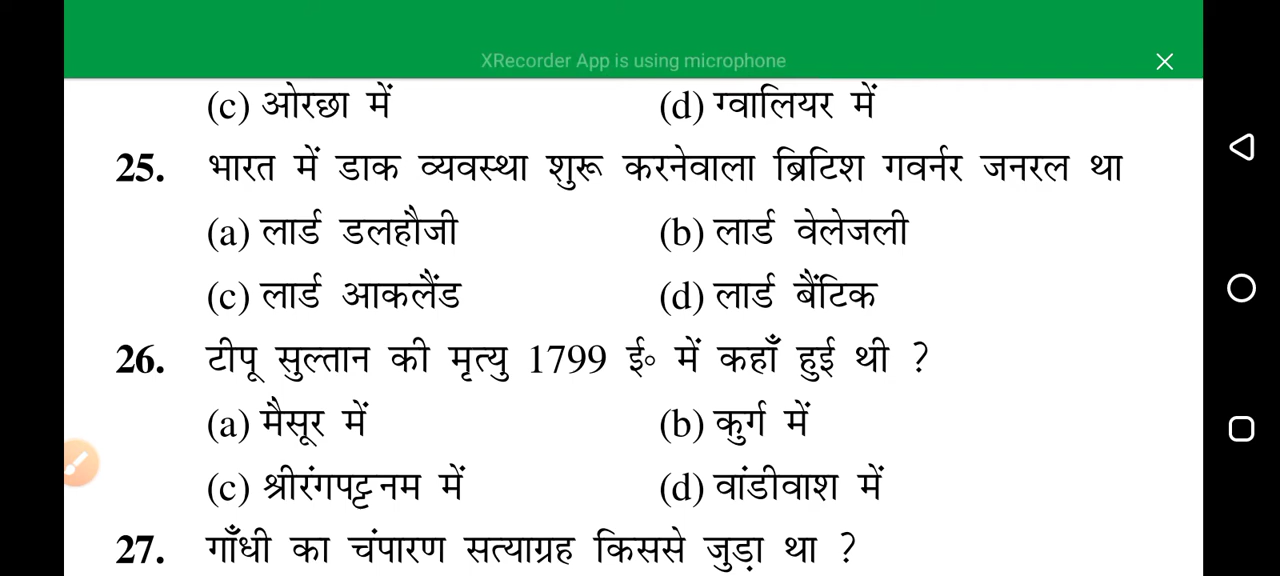 XRecorder App is using microphone
(c) ओरछा में (d) ग्वालियर में
25. भारत में डाक व्यवस्था शुरू करनेवाला ब्रिटिश गवर्नर जनरल था
(a) लार्ड डलहौजी (b) लार्ड वेलेजली
(c) लार्ड आकलैंड (d) लार्ड बैंटिक
26. टीपू सुल्तान की मृत्यु 1799 ई॰ में कहाँ हुई थी ?
(a) मैसूर में (b) कुर्ग में
(c) श्रीरंगपट्टनम में (d) वांडीवाश में
27. गाँधी का चंपारण सत्याग्रह किससे जुड़ा था ?